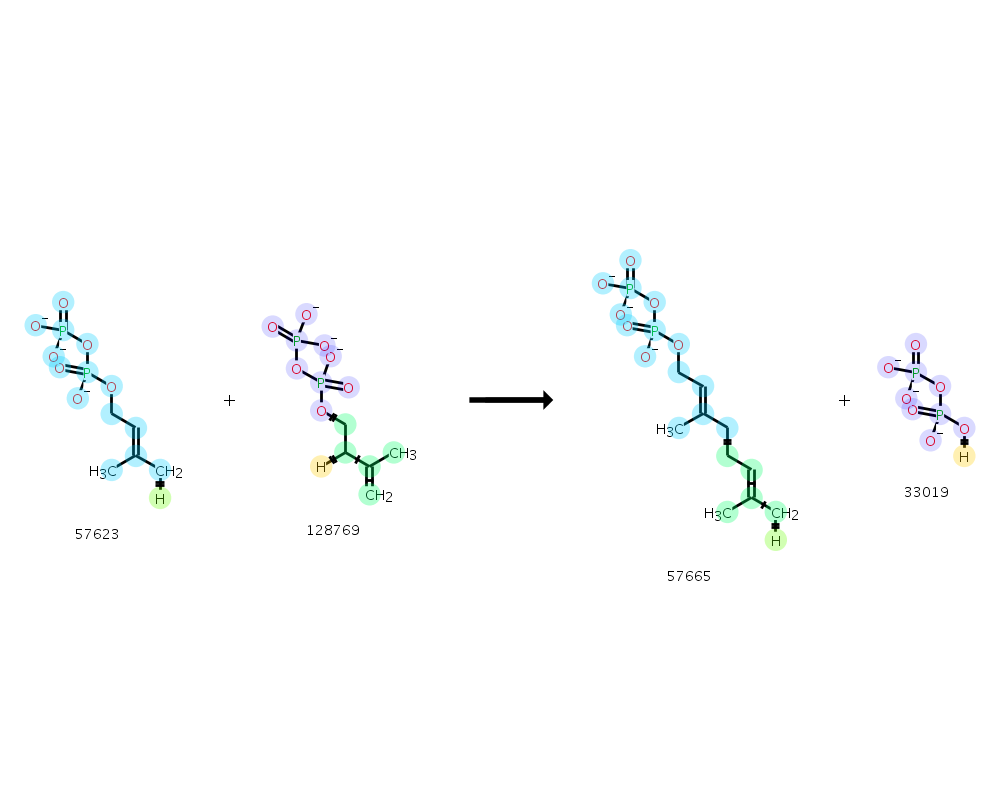 O
O⁻ P O
O⁻ O P O
O⁻
H₃C CH₂
H
57623
+
O O⁻
P O⁻ O⁻
O P O
O
H CH₃
CH₂
128769
O
O⁻ P O
O⁻ O P O
O⁻
H₃C
H₃C CH₂
H
57665
+
O
O⁻ P O
O⁻ O P O
O⁻ H
33019